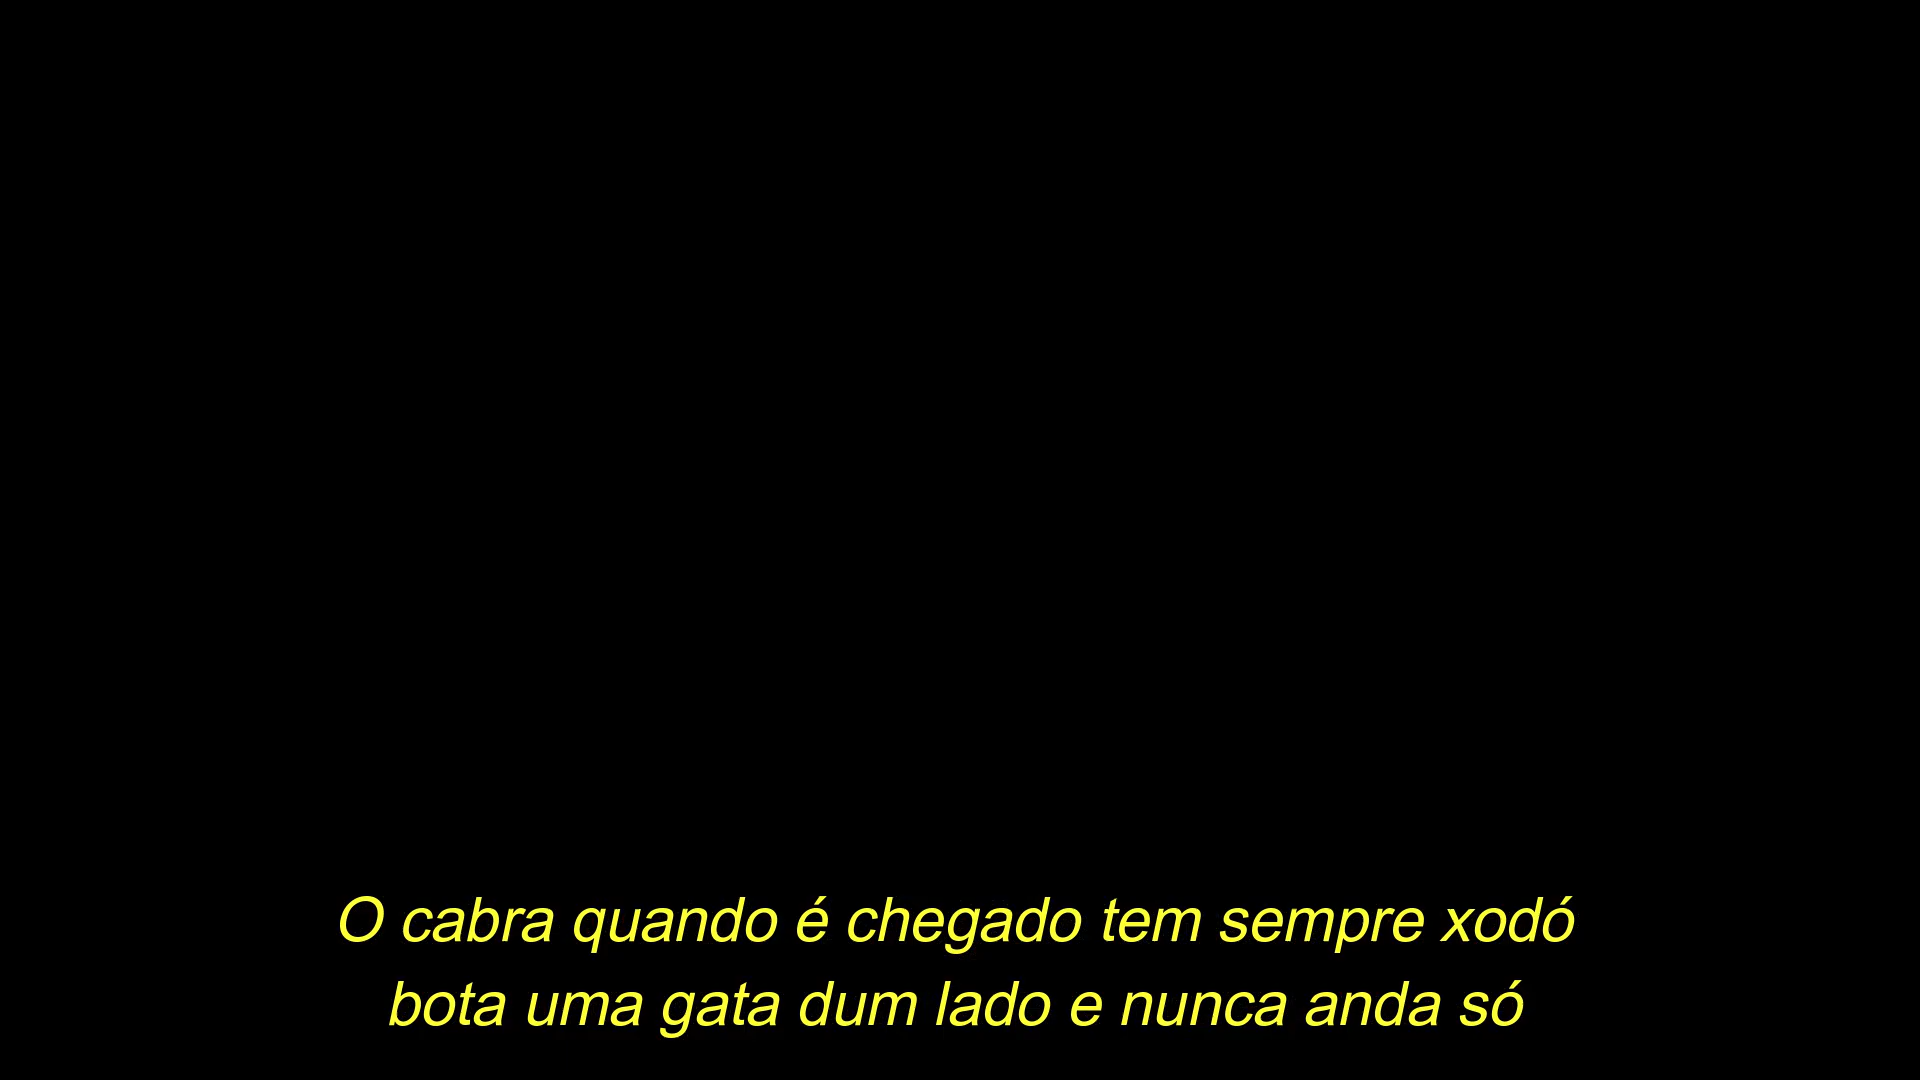 O cabra quando é chegado tem sempre xodó
bota uma gata dum lado e nunca anda só